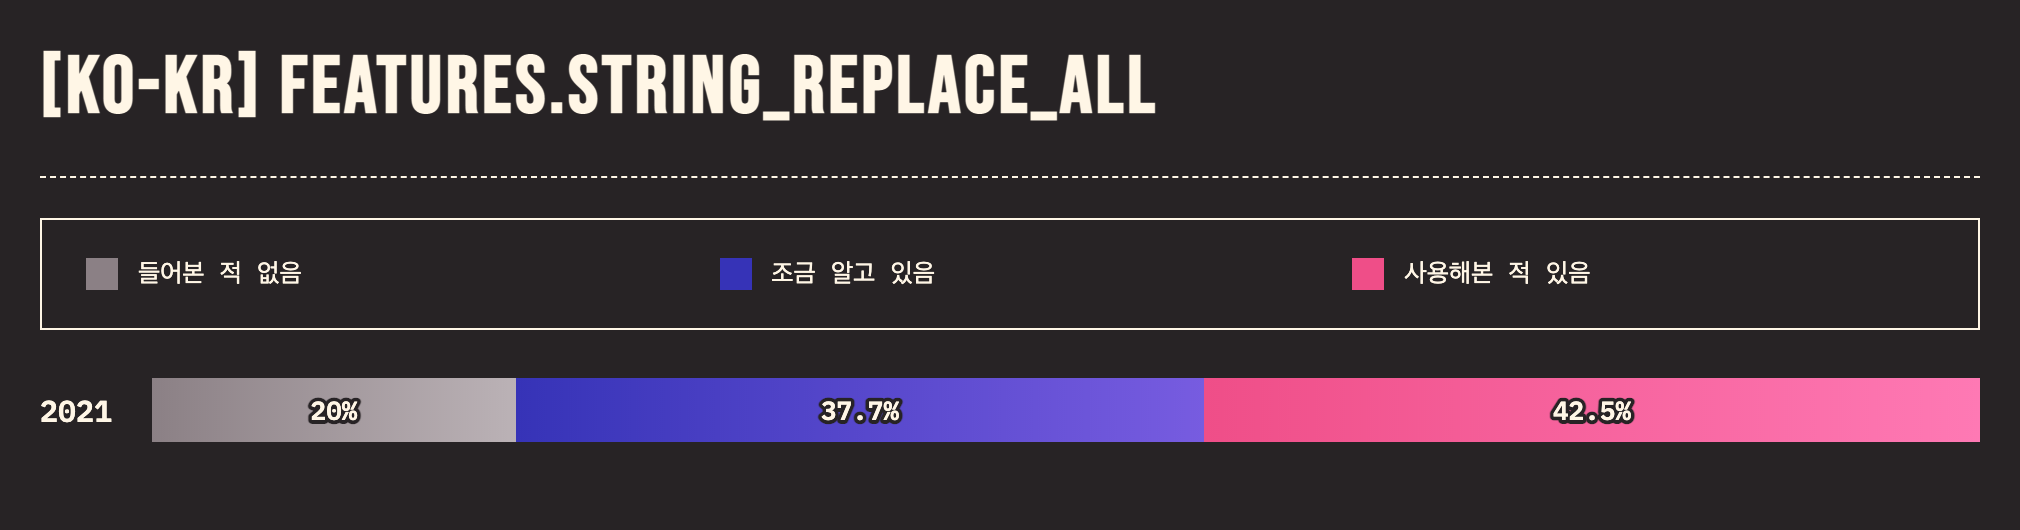 [KO-KR] FEATURES.STRING_REPLACE_ALL
들어본 적 없음 조금 알고 있음 사용해본 적 있음
2021 20% 37.7% 42.5%